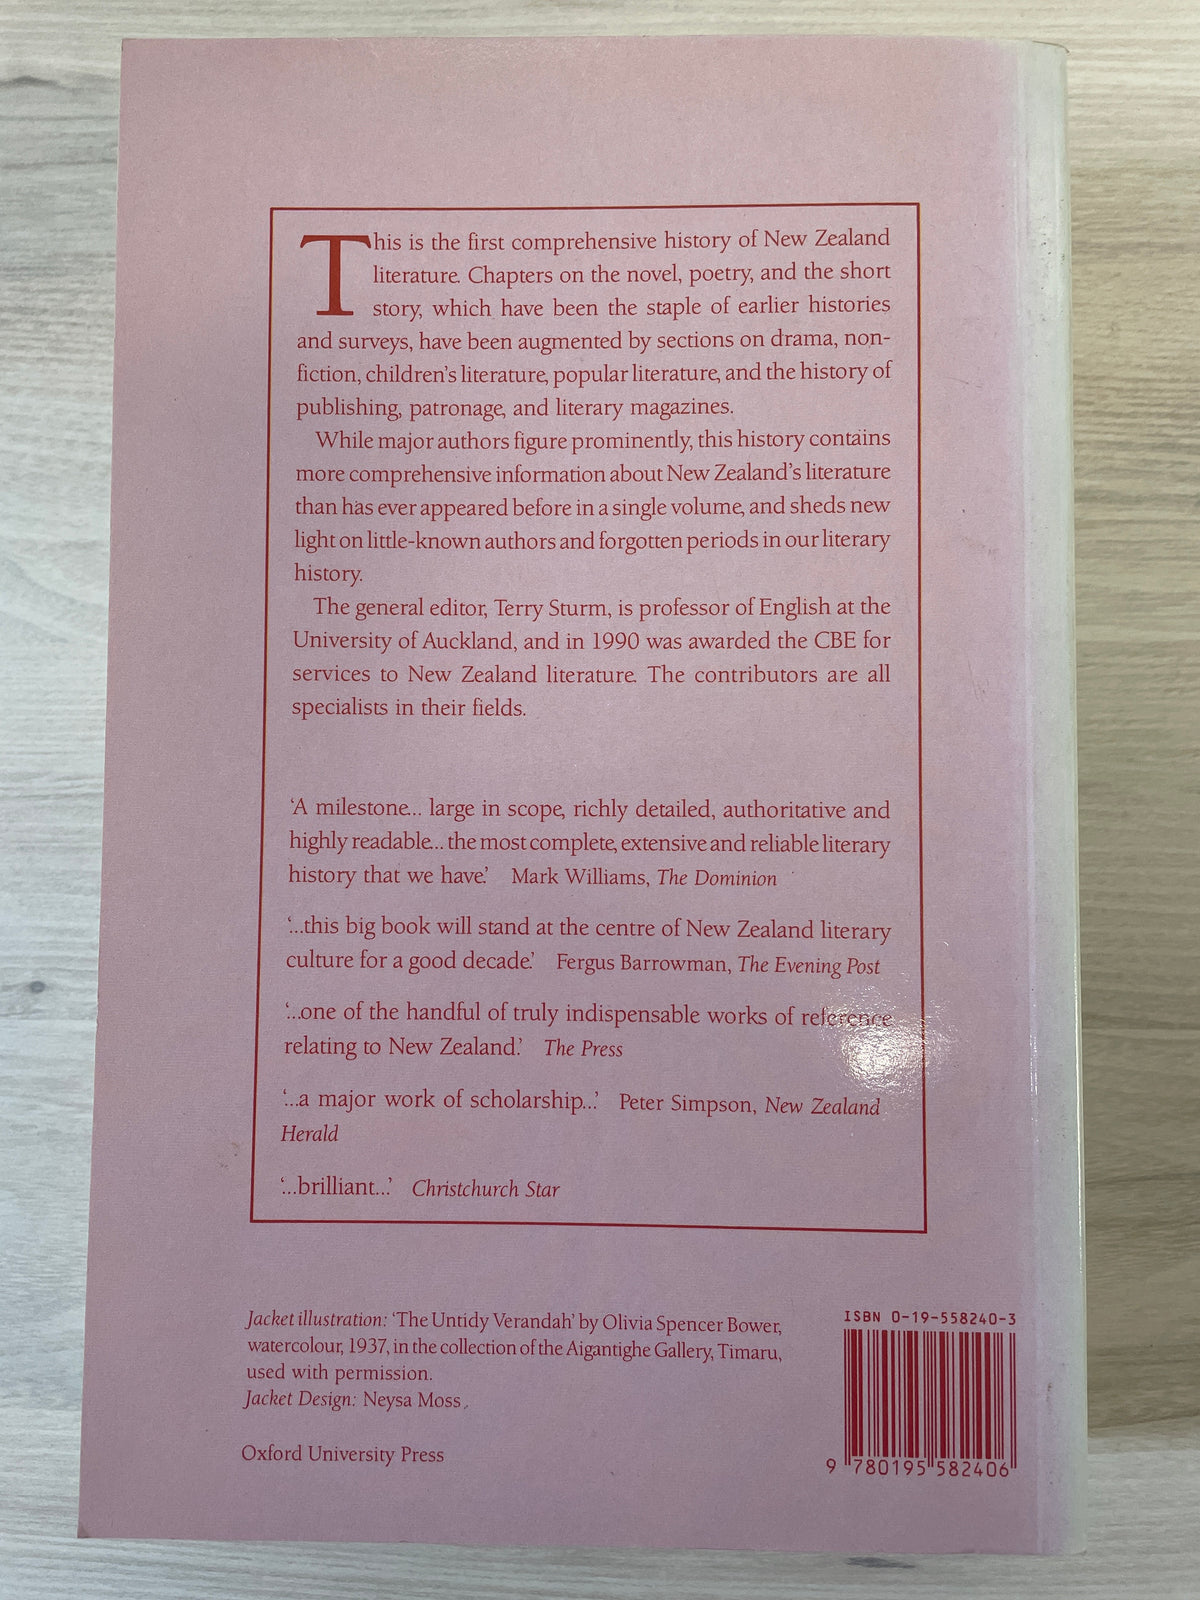 This is the first comprehensive history of New Zealand
literature. Chapters on the novel, poetry, and the short
story, which have been the staple of earlier histories
and surveys, have been augmented by sections on drama, non-
fiction, children's literature, popular literature, and the history of
publishing, patronage, and literary magazines.
While major authors figure prominently, this history contains
more comprehensive information about New Zealand's literature
than has ever appeared before in a single volume, and sheds new
light on little-known authors and forgotten periods in our literary
history.
The general editor, Terry Sturm, is professor of English at the
University of Auckland, and in 1990 was awarded the CBE for
services to New Zealand literature. The contributors are all
specialists in their fields.
'A milestone... large in scope, richly detailed, authoritative and
highly readable... the most complete, extensive and reliable literary
history that we have.' Mark Williams, The Dominion
'...this big book will stand at the centre of New Zealand literary
culture for a good decade.' Fergus Barrowman, The Evening Post
'...one of the handful of truly indispensable works of reference
relating to New Zealand.' The Press
'...a major work of scholarship...' Peter Simpson, New Zealand
Herald
'...brilliant...' Christchurch Star
Jacket illustration: 'The Untidy Verandah' by Olivia Spencer Bower,
watercolour, 1937, in the collection of the Aigantighe Gallery, Timaru,
used with permission.
Jacket Design: Neysa Moss.
Oxford University Press
ISBN 0-19-558240-3
9 780195 582406